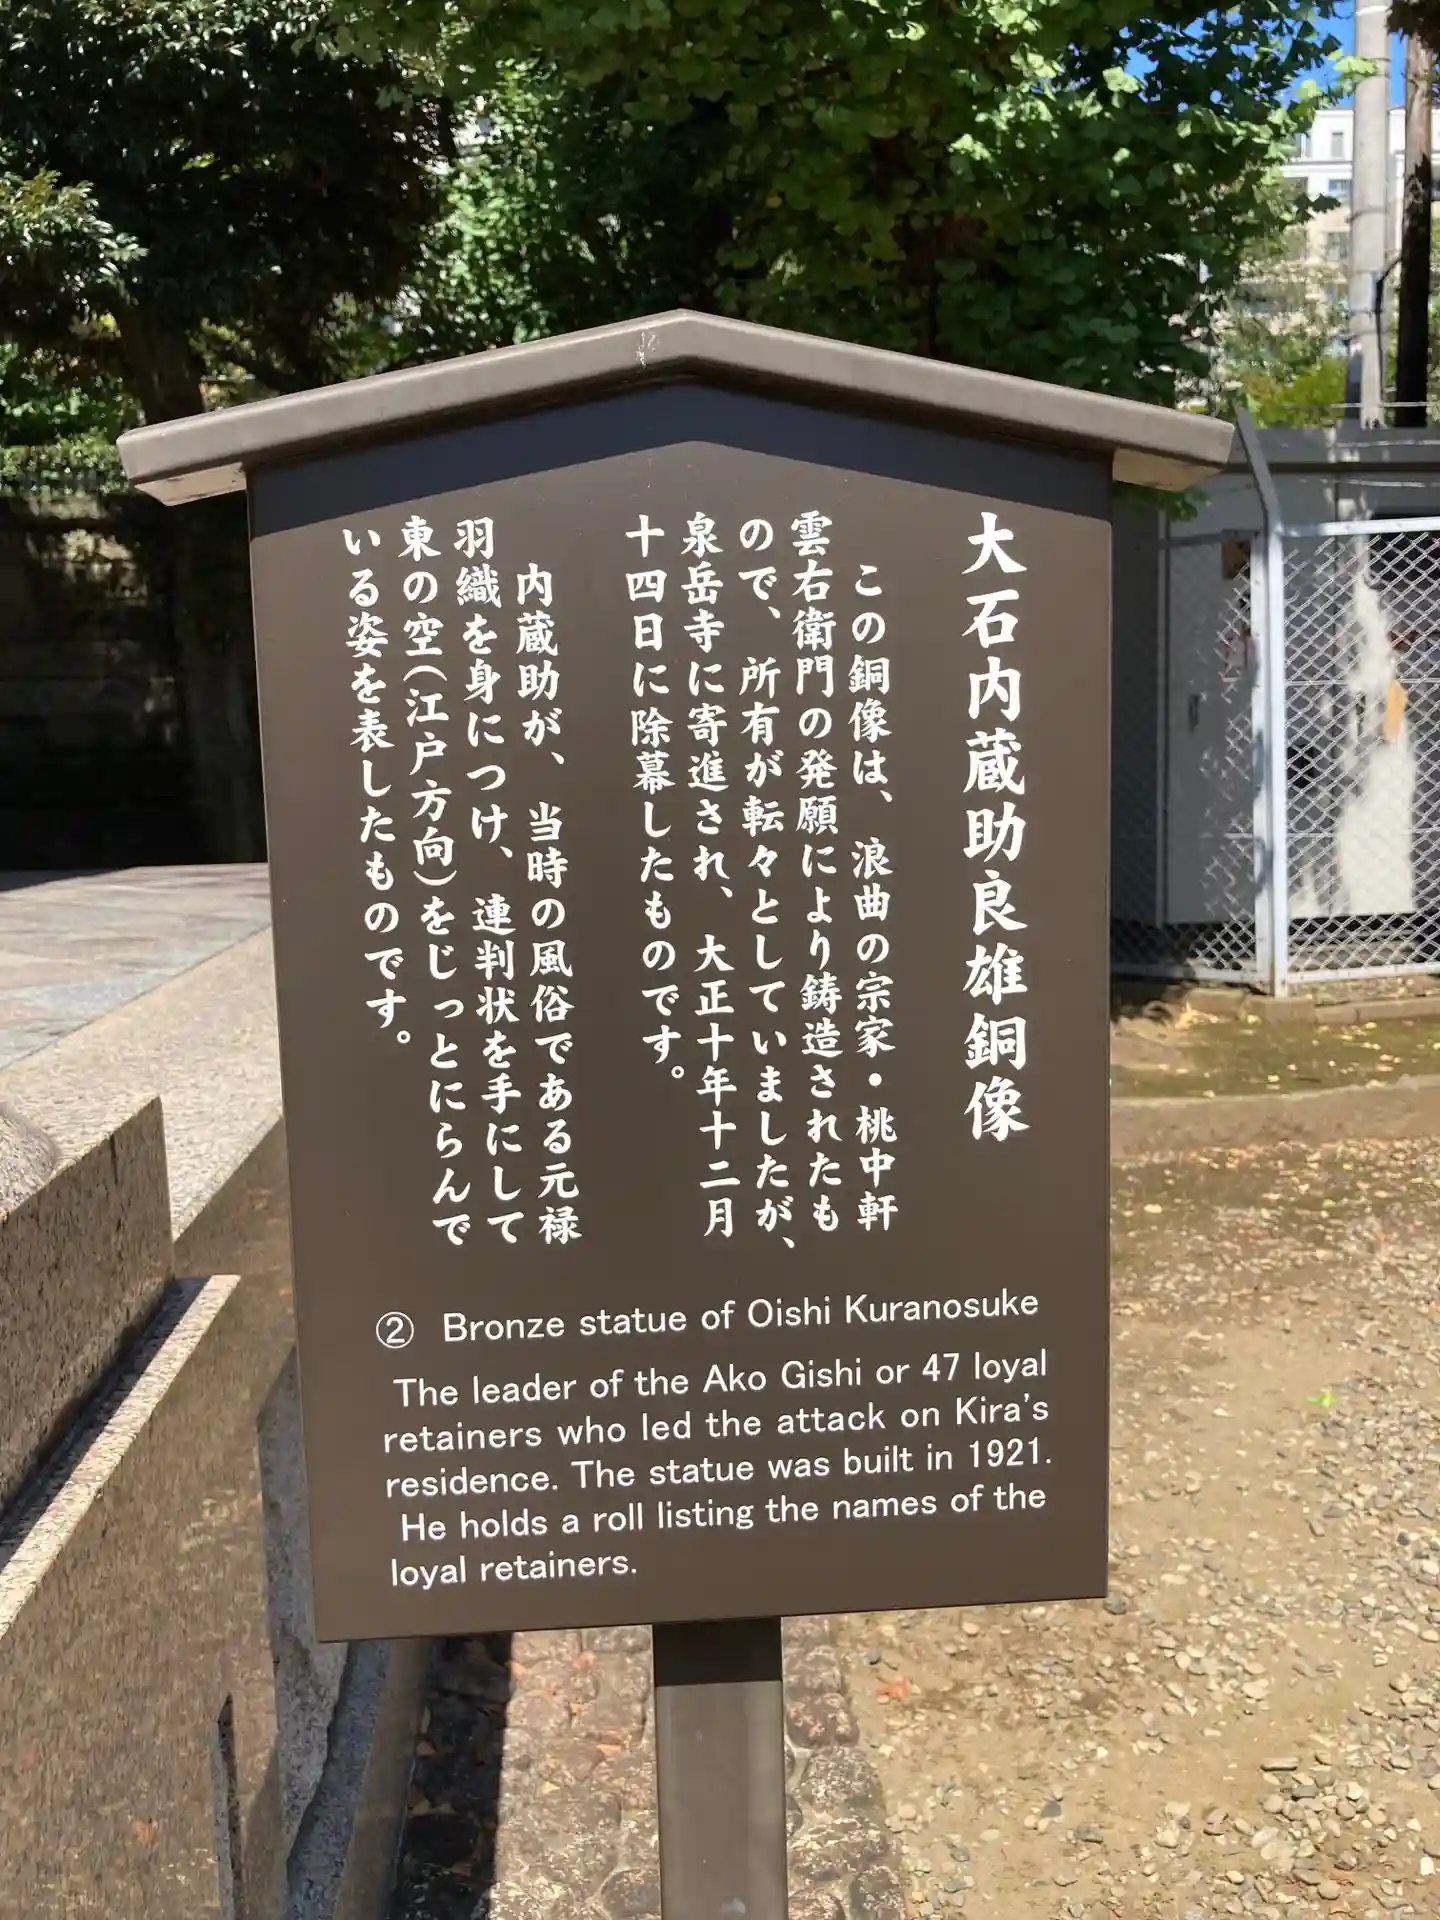 大石内蔵助良雄銅像
この銅像は、浪曲の宗家・桃中軒
雲右衛門の発願により鋳造されたも
ので、所有が転々としていましたが、
泉岳寺に寄進され、大正十年十二月
十四日に除幕したものです。
内蔵助が、当時の風俗である元禄
羽織を身につけ、連判状を手にして
東の空(江戸方向)をじっとにらんで
いる姿を表したものです。
② Bronze statue of Oishi Kuranosuke
The leader of the Ako Gishi or 47 loyal
retainers who led the attack on Kira's
residence. The statue was built in 1921.
He holds a roll listing the names of the
loyal retainers.